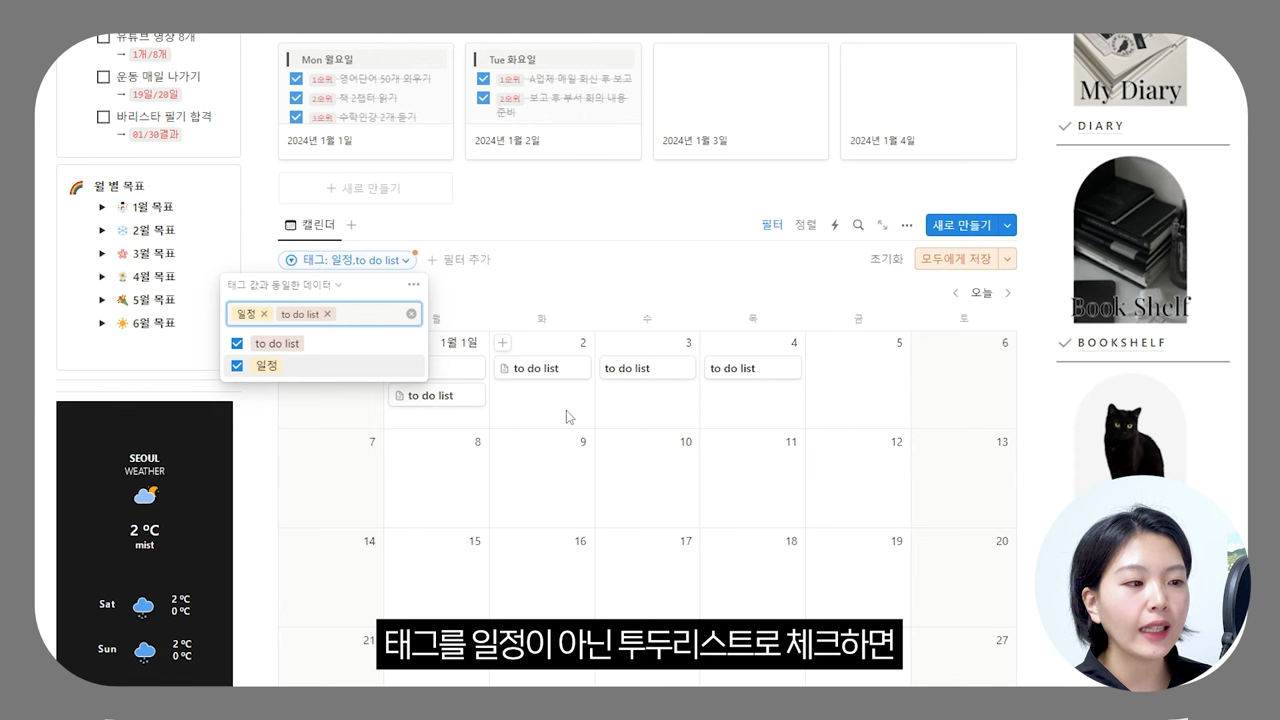 유튜브 영상 8개
→ 1개/8개
운동 매일 나가기
→ 19일/20일
바리스타 필기 합격
→ 01/30결과
월 별 목표
1월 목표
2월 목표
3월 목표
4월 목표
5월 목표
6월 목표
Mon 월요일
1순위 영어단어 50개 외우기
2순위 책 2챕터 읽기
3순위 수학인강 2개 듣기
2024년 1월 1일
Tue 화요일
1순위 A업체 메일 회신 후 보고
2순위 보고 후 부서 회의 내용
준비
2024년 1월 2일
2024년 1월 3일
2024년 1월 4일
+ 새로 만들기
캘린더 +
필터 정렬 새로 만들기
태그: 일정,to do list
+ 필터 추가
초기화 모두에게 저장
태그 값과 동일한 데이터
일정 × to do list ×
to do list
일정
오늘
월 화 수 목 금 토
1월 1일 + 2 3 4 5 6
to do list to do list to do list
to do list
7 8 9 10 11 12 13
14 15 16 17 18 19 20
21 27
SEOUL
WEATHER
2 ºC
mist
Sat 2 ºC
0 ºC
Sun 2 ºC
0 ºC
My Diary
DIARY
Book Shelf
BOOKSHELF
태그를 일정이 아닌 투두리스트로 체크하면